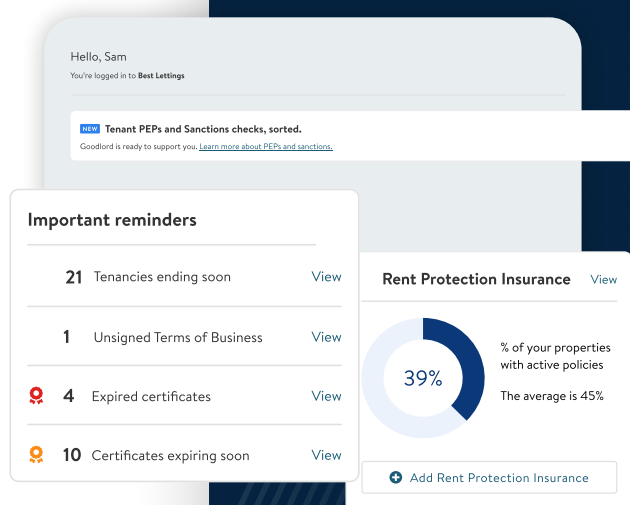 Hello, Sam
You're logged in to Best Lettings
NEW Tenant PEPs and Sanctions checks, sorted.
Goodlord is ready to support you. Learn more about PEPs and sanctions.
Important reminders
21 Tenancies ending soon View
1 Unsigned Terms of Business View
4 Expired certificates View
10 Certificates expiring soon View
Rent Protection Insurance View
39%
% of your properties
with active policies
The average is 45%
Add Rent Protection Insurance